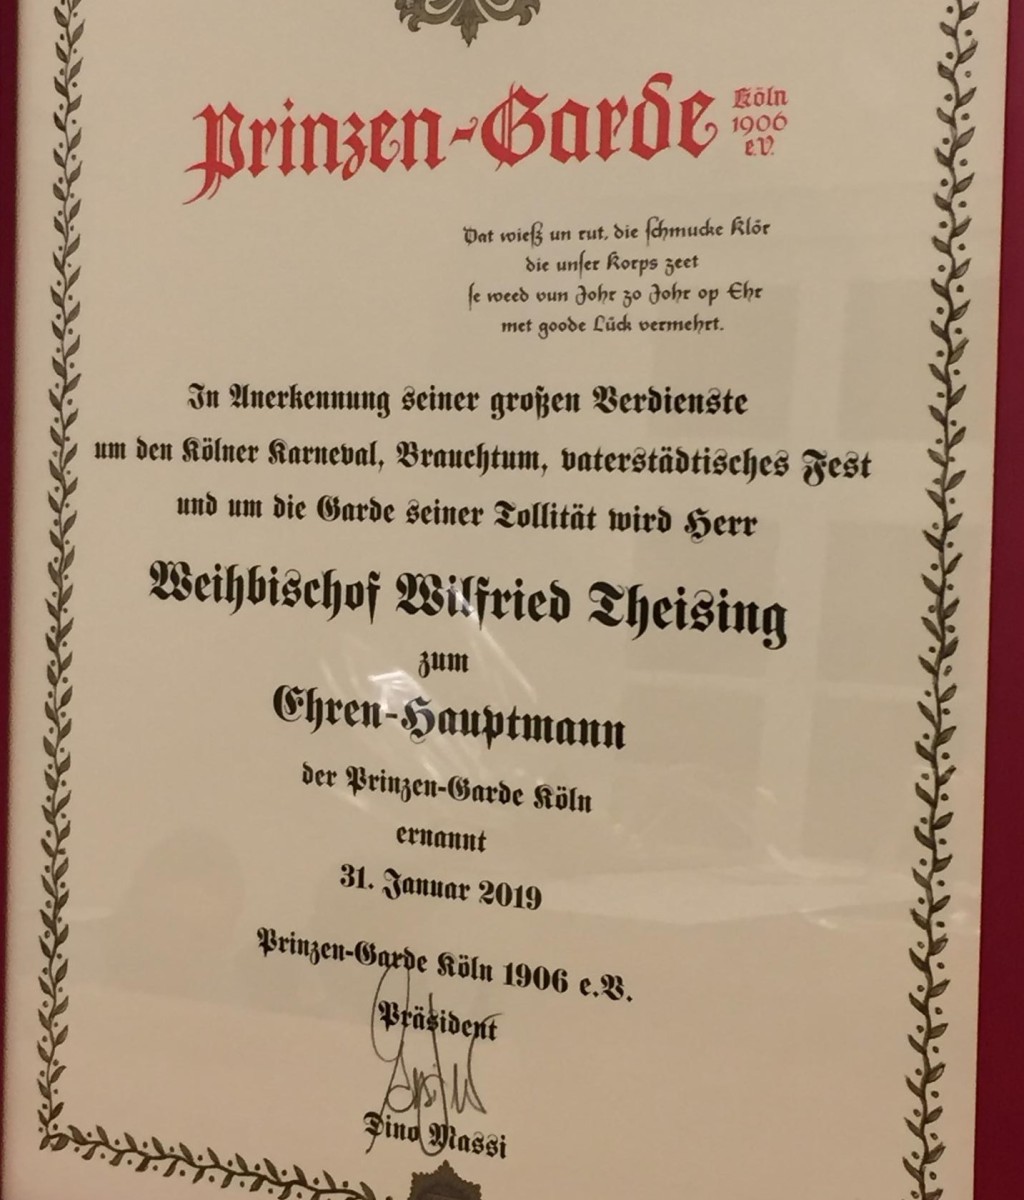 Prinzen-Garde Köln
1906
e.V.
Dat wieß un rut, die schmucke Klör
die unser Korps zeet
se weed vun Johr zo Johr op Ehr
met goode Lück vermehrt.
In Anerkennung seiner großen Verdienste
um den Kölner Karneval, Brauchtum, vaterstädtisches Fest
und um die Garde seiner Tollität wird Herr
Weihbischof Wilfried Theising
zum
Ehren-Hauptmann
der Prinzen-Garde Köln
ernannt
31. Januar 2019
Prinzen-Garde Köln 1906 e.V.
Präsident
Dino Massi